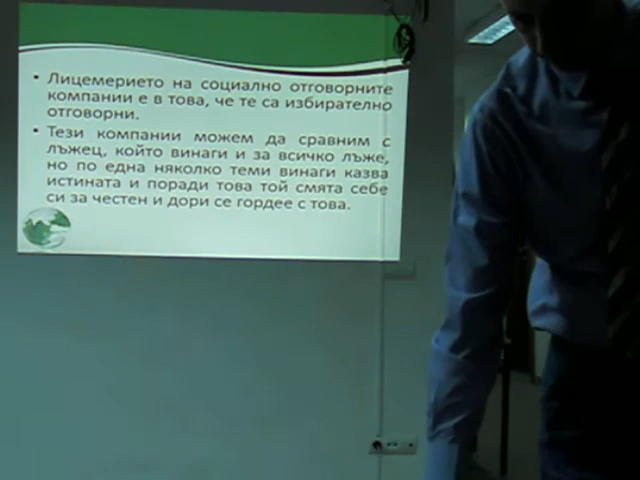 • Лицемерието на социално отговорните
компании е в това, че те са избирателно
отговорни.
• Тези компании можем да сравним с
лъжец, който винаги и за всичко лъже,
но по една няколко теми винаги казва
истината и поради това той смята себе
си за честен и дори се гордее с това.